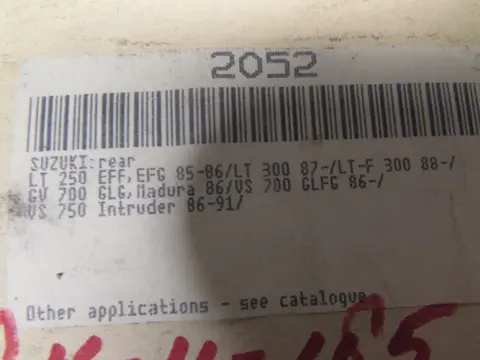 2052
SUZUKI:rear
LT 250 EFF,EFG 85-86/LT 300 87-/LT-F 300 88-/
GV 700 GLG,Madura 86/VS 700 GLFG 86-/
VS 750 Intruder 86-91/
Other applications - see catalogue